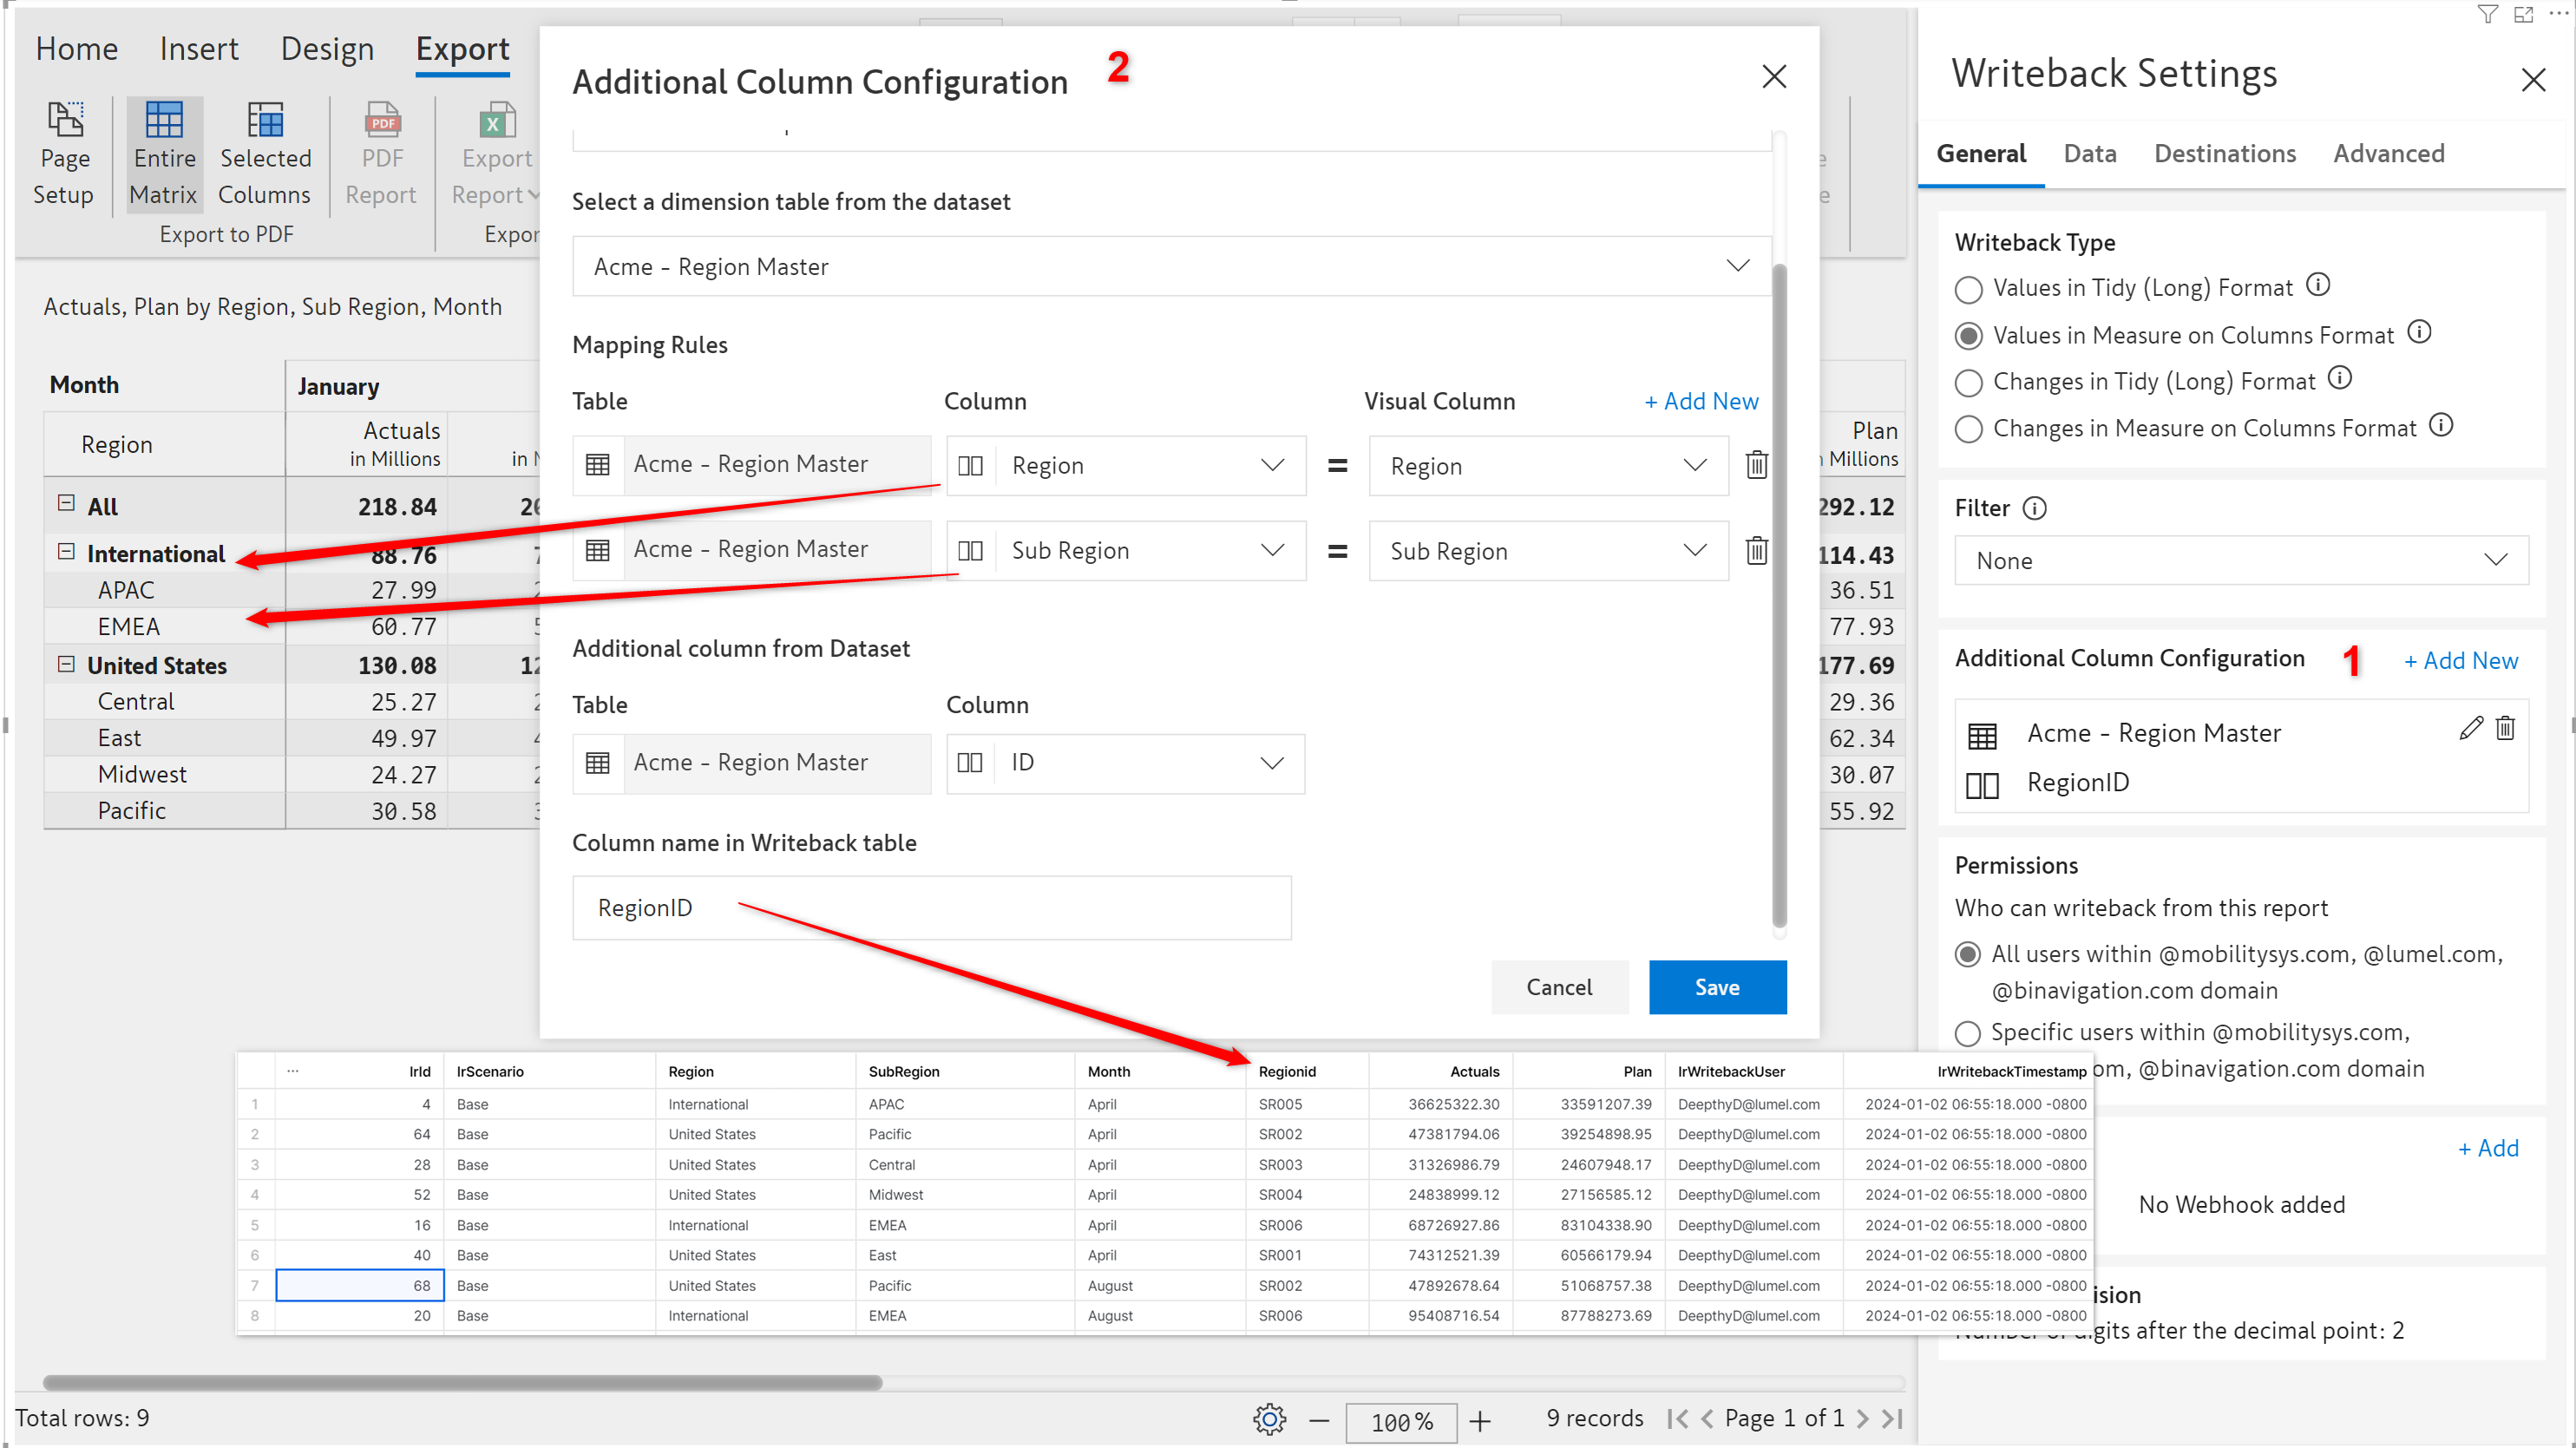 Home Insert Design Export
Page Setup
Entire Matrix
Selected Columns
PDF Report
Export Report
Export to PDF
Actuals, Plan by Region, Sub Region, Month
Month January
Region Actuals in Millions Plan Millions
All 218.84 292.12
International 88.76 114.43
APAC 27.99 36.51
EMEA 60.77 77.93
United States 130.08 177.69
Central 25.27 29.36
East 49.97 62.34
Midwest 24.27 30.07
Pacific 30.58 55.92
Additional Column Configuration 2
Select a dimension table from the dataset
Acme - Region Master
Mapping Rules
Table Column Visual Column + Add New
Acme - Region Master Region = Region
Acme - Region Master Sub Region = Sub Region
Additional column from Dataset
Table Column
Acme - Region Master ID
Column name in Writeback table
RegionID
Cancel Save
Writeback Settings
General Data Destinations Advanced
Writeback Type
Values in Tidy (Long) Format
Values in Measure on Columns Format
Changes in Tidy (Long) Format
Changes in Measure on Columns Format
Filter
None
Additional Column Configuration 1 + Add New
Acme - Region Master
RegionID
Permissions
Who can writeback from this report
All users within @mobilitysys.com, @lumel.com,
@binavigation.com domain
Specific users within @mobilitysys.com,
@binavigation.com domain
+ Add
No Webhook added
digits after the decimal point: 2
... IrId IrScenario Region SubRegion Month Regionid Actuals Plan IrWritebackUser IrWritebackTimestamp
1 4 Base International APAC April SR005 36625322.30 33591207.39 DeepthyD@lumel.com 2024-01-02 06:55:18.000 -0800
2 64 Base United States Pacific April SR002 47381794.06 39254898.95 DeepthyD@lumel.com 2024-01-02 06:55:18.000 -0800
3 28 Base United States Central April SR003 31326986.79 24607948.17 DeepthyD@lumel.com 2024-01-02 06:55:18.000 -0800
4 52 Base United States Midwest April SR004 24838999.12 27156585.12 DeepthyD@lumel.com 2024-01-02 06:55:18.000 -0800
5 16 Base International EMEA April SR006 68726927.86 83104338.90 DeepthyD@lumel.com 2024-01-02 06:55:18.000 -0800
6 40 Base United States East April SR001 74312521.39 60566179.94 DeepthyD@lumel.com 2024-01-02 06:55:18.000 -0800
7 68 Base United States Pacific August SR002 47892678.64 51068757.38 DeepthyD@lumel.com 2024-01-02 06:55:18.000 -0800
8 20 Base International EMEA August SR006 95408716.54 87788273.69 DeepthyD@lumel.com 2024-01-02 06:55:18.000 -0800
Total rows: 9 100% 9 records Page 1 of 1